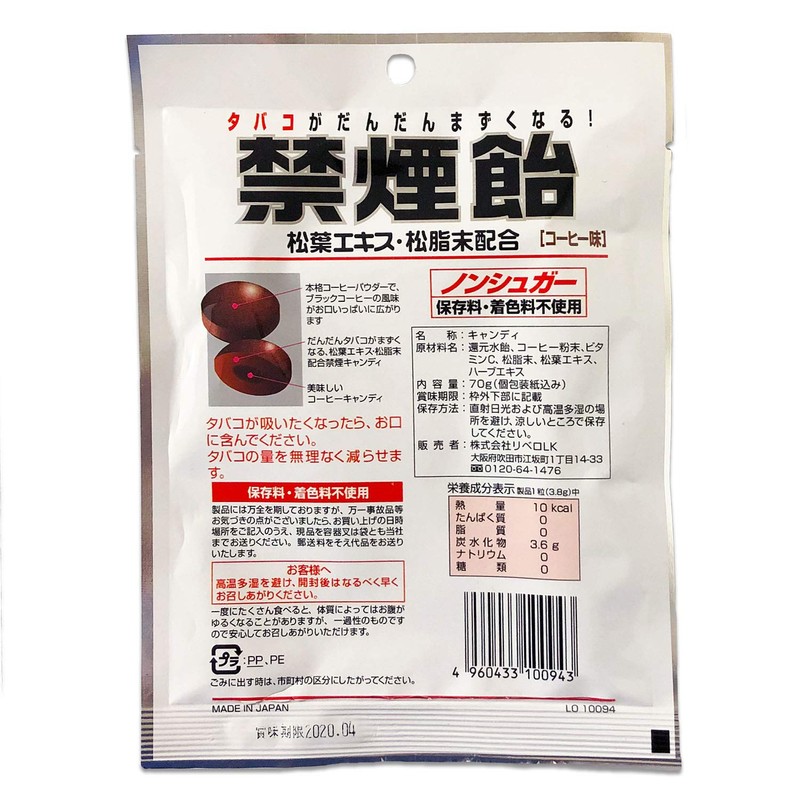 タバコがだんだんまずくなる！
禁煙飴
松葉エキス・松脂末配合 【コーヒー味】
本格コーヒーパウダーで、
ブラックコーヒーの風味
がお口いっぱいに広がり
ます
だんだんタバコがまずく
なる、松葉エキス・松脂末
配合禁煙キャンディ
美味しい
コーヒーキャンディ
タバコが吸いたくなったら、お口
に含んでください。
タバコの量を無理なく減らせま
す。
保存料・着色料不使用
製品には万全を期しておりますが、万一事故品等
お気づきの点がございましたら、お買い上げの日時
場所をご記入のうえ、現品を容器又は袋とも当社
までお送りください。郵送料をそえ代品をお送り
いたします。
お客様へ
高温多湿を避け、開封後はなるべく早く
お召しあがりください。
一度にたくさん食べると、体質によってはお腹が
ゆるくなることがありますが、一過性のものです
ので安心してお召しあがりいただけます。
プラ :PP、PE
ごみに出す時は、市町村の区分にしたがってください。
ノンシュガー
保存料・着色料不使用
名称：キャンディ
原材料名：還元水飴、コーヒー粉末、ビタ
ミンC、松脂末、松葉エキス、
ハーブエキス
内容量：70g(個包装紙込み)
賞味期限：枠外下部に記載
保存方法：直射日光および高温多湿の場
所を避け、涼しいところで保存
してください。
販売者：株式会社リベロLK
大阪府吹田市江坂町1丁目14-33
0120-64-1476
栄養成分表示 製品1粒(3.8g)中
熱量 10 kcal
たんぱく質 0
脂質 0
炭水化物 3.6 g
ナトリウム 0
糖類 0
4 960433 100943
MADE IN JAPAN LO 10094
賞味期限2020.04